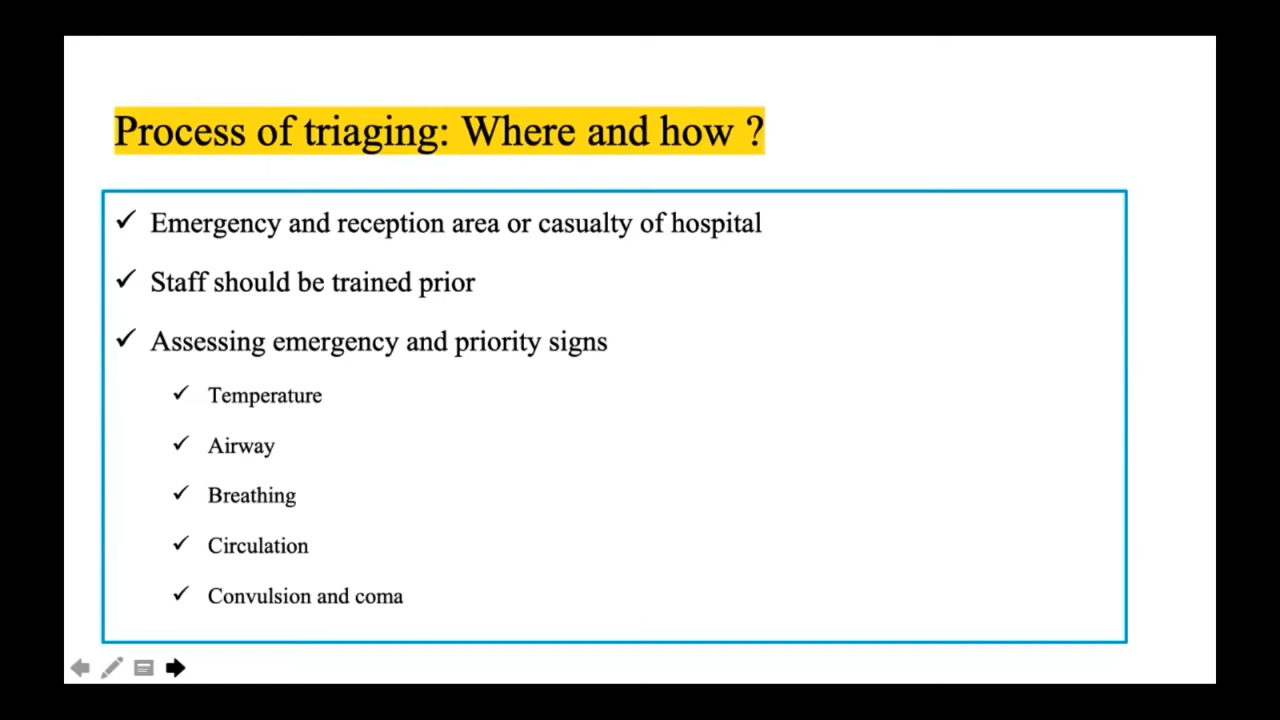 Process of triaging: Where and how ?
✓ Emergency and reception area or casualty of hospital
✓ Staff should be trained prior
✓ Assessing emergency and priority signs
✓ Temperature
✓ Airway
✓ Breathing
✓ Circulation
✓ Convulsion and coma